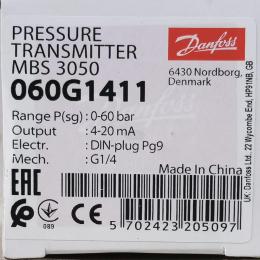 PRESSURE
TRANSMITTER
MBS 3050
060G1411
Danfoss
6430 Nordborg,
Denmark
Range P(sg) : 0-60 bar
Output : 4-20 mA
Electr. : DIN-plug Pg9
Mech. : G1/4
Made in China
EAC
089
5 702423 205097
UK: Danfoss Ltd., 22 Wycombe End, HP91NB, GB